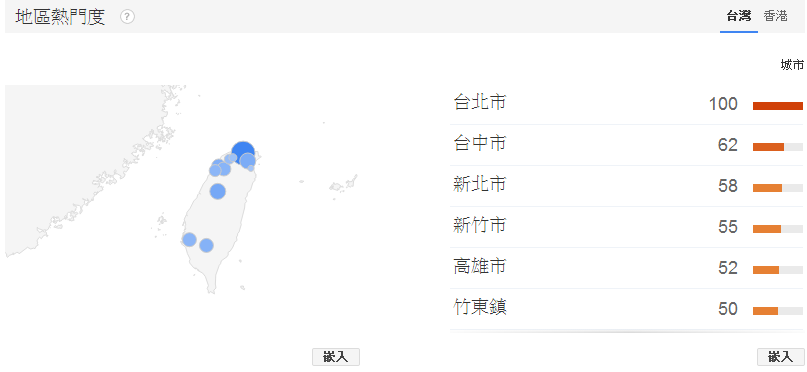 地區熱門度 ?
台灣 香港
城市
台北市 100
台中市 62
新北市 58
新竹市 55
高雄市 52
竹東鎮 50
嵌入 嵌入